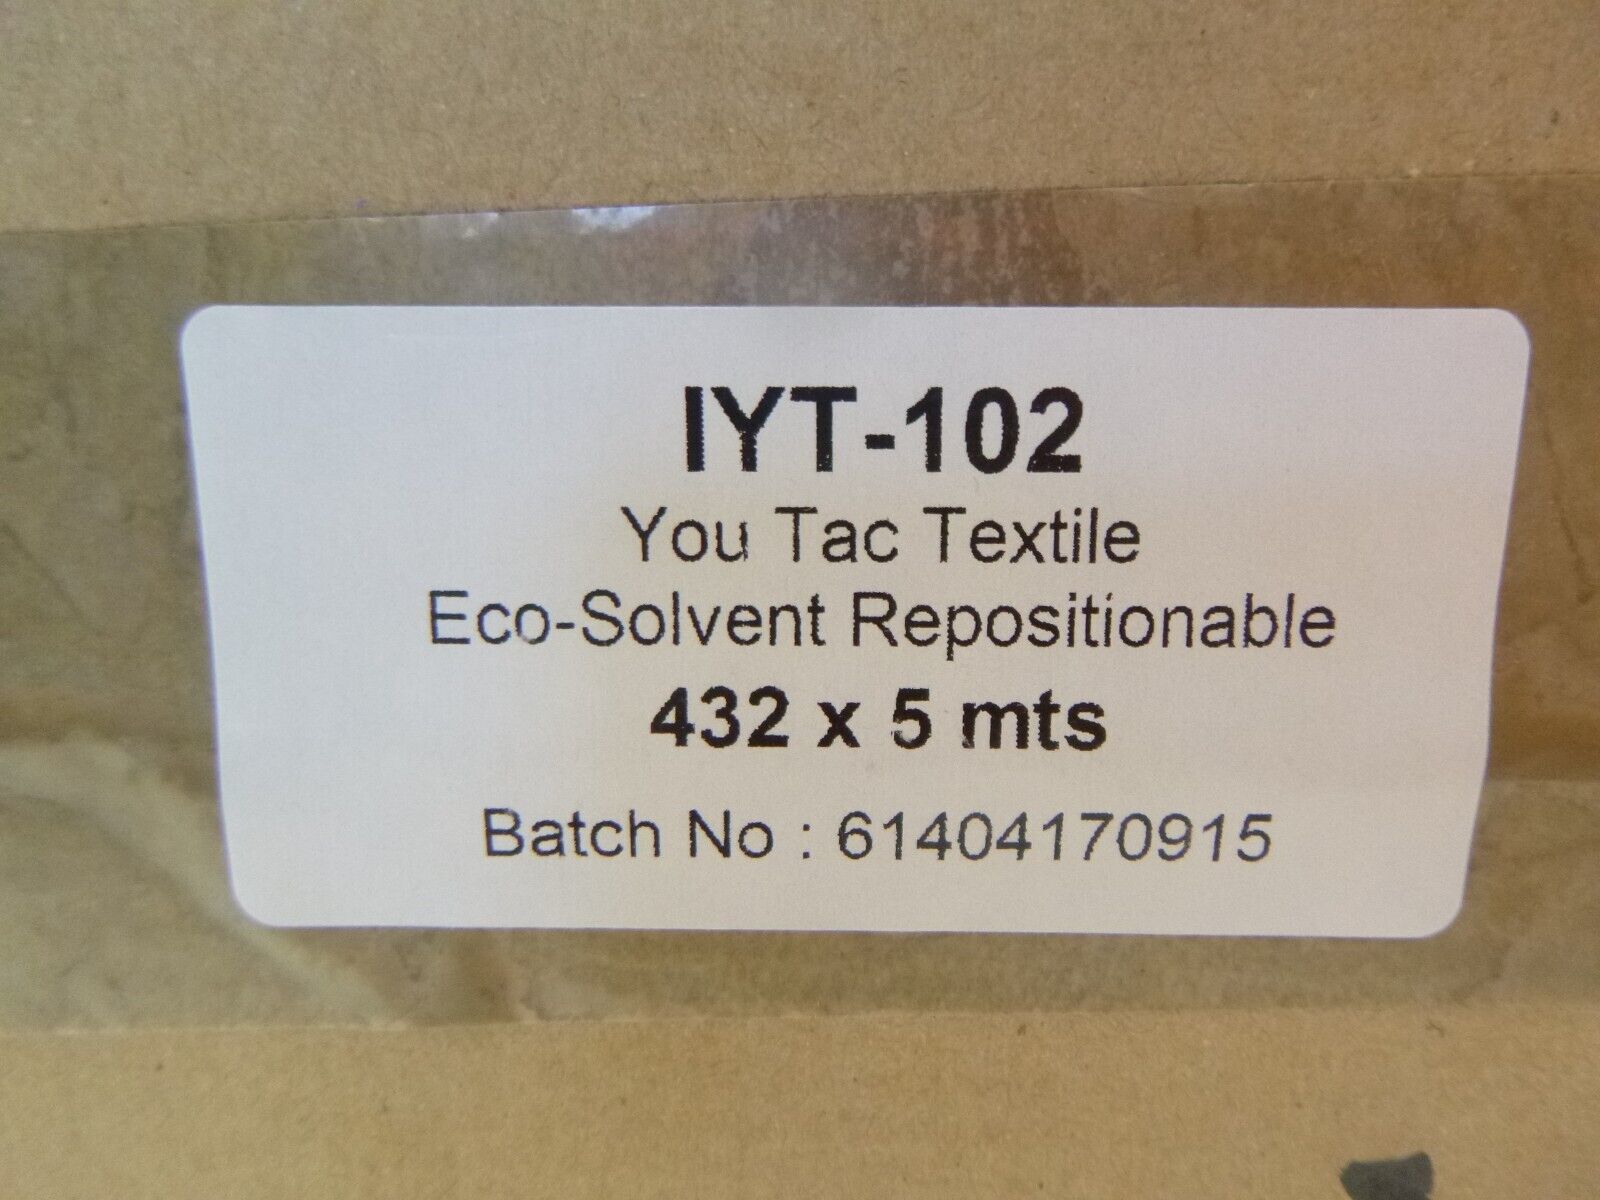 IYT-102
You Tac Textile
Eco-Solvent Repositionable
432 x 5 mts
Batch No : 61404170915